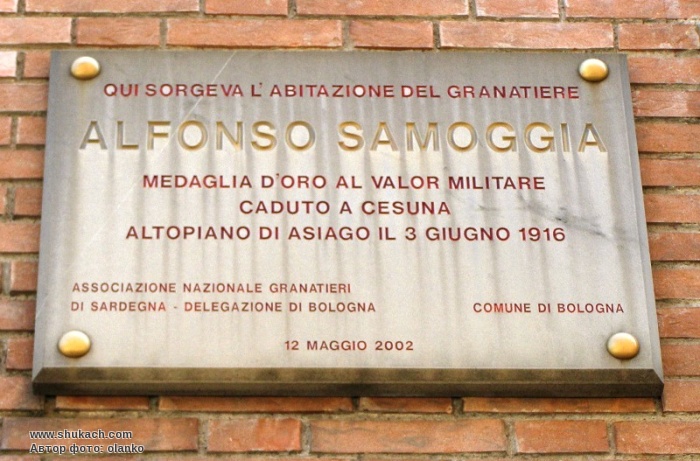 QUI SORGEVA L'ABITAZIONE DEL GRANATIERE
ALFONSO SAMOGGIA
MEDAGLIA D'ORO AL VALOR MILITARE
CADUTO A CESUNA
ALTOPIANO DI ASIAGO IL 3 GIUGNO 1916
ASSOCIAZIONE NAZIONALE GRANATIERI
DI SARDEGNA - DELEGAZIONE DI BOLOGNA
COMUNE DI BOLOGNA
12 MAGGIO 2002
www.shukach.com
Автор фото: olanko